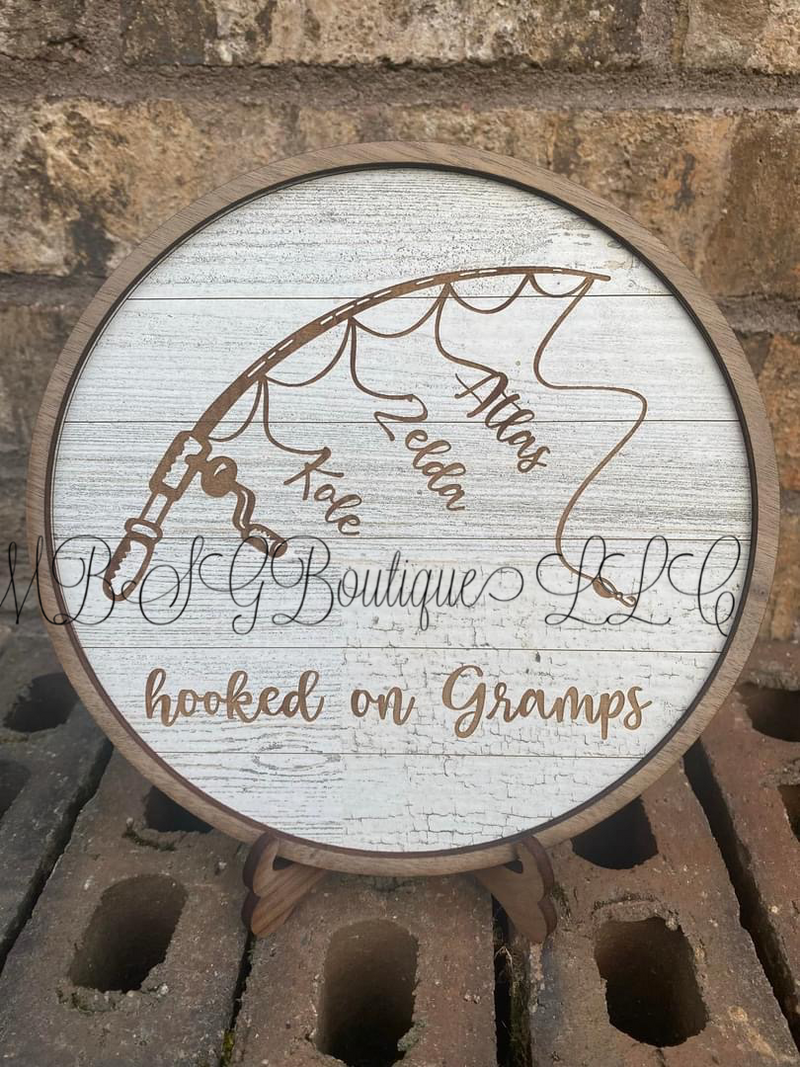 Atlas
Zelda
Kole
MBSGBoutique LLC
hooked on Gramps